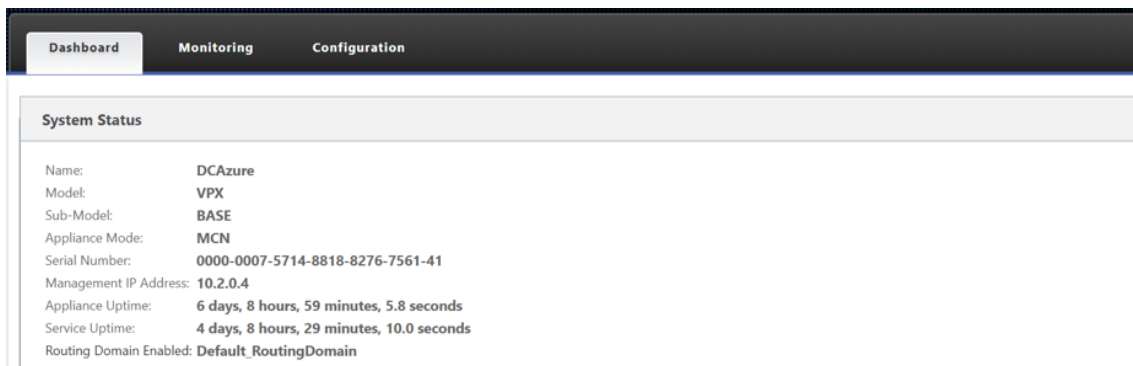 Dashboard Monitoring Configuration
System Status
Name: DCAzure
Model: VPX
Sub-Model: BASE
Appliance Mode: MCN
Serial Number: 0000-0007-5714-8818-8276-7561-41
Management IP Address: 10.2.0.4
Appliance Uptime: 6 days, 8 hours, 59 minutes, 5.8 seconds
Service Uptime: 4 days, 8 hours, 29 minutes, 10.0 seconds
Routing Domain Enabled: Default_RoutingDomain